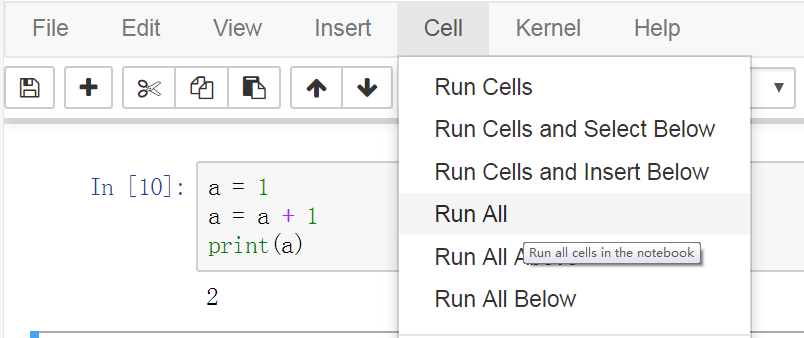 File Edit View Insert Cell Kernel Help
Run Cells
Run Cells and Select Below
Run Cells and Insert Below
Run All
Run all cells in the notebook
Run All
Run All Below
In [10]:
a = 1
a = a + 1
print(a)
2